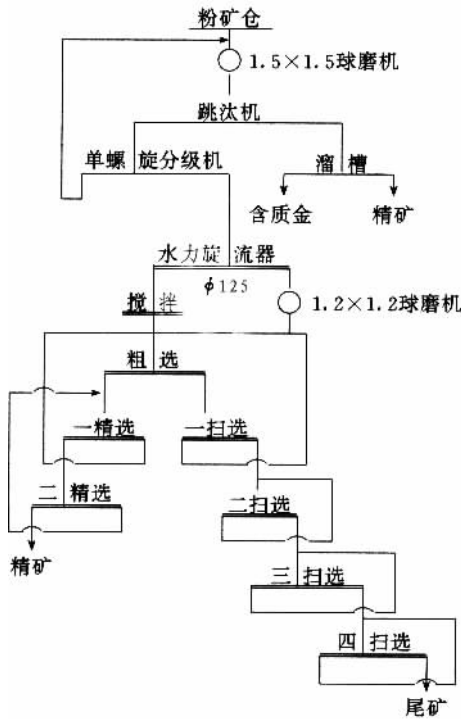 粉矿仓
1.5×1.5球磨机
跳汰机
单螺旋分级机
溜槽
含质金
精矿
水力旋流器
φ125
搅拌
1.2×1.2球磨机
粗选
一精选
一扫选
二精选
二扫选
精矿
三扫选
四扫选
尾矿